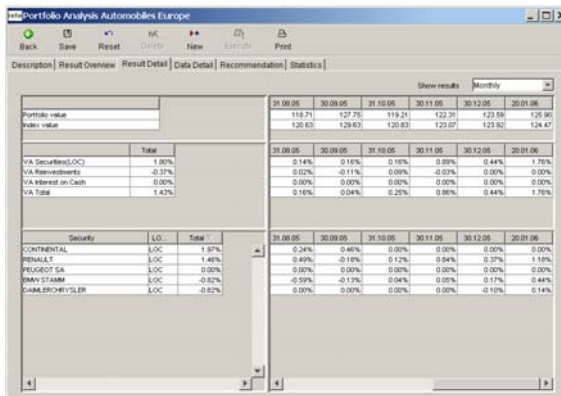 Portfolio Analysis Automobiles Europe
Back Save Reset Delete New Execute Print
Description Result Overview Result Detail Data Detail Recommendation Statistics
Show results Monthly
31.08.05 30.09.05 31.10.05 30.11.05 30.12.05 20.01.06
Portfolio value 118.71 127.75 119.21 122.31 123.59 125.90
Index value 120.63 129.63 120.83 123.07 123.92 124.47
Total 31.08.05 30.09.05 31.10.05 30.11.05 30.12.05 20.01.06
VA Securities(LOC) 1.80% 0.14% 0.16% 0.16% 0.89% 0.44% 1.76%
VA Reinvestments -0.37% 0.02% -0.11% 0.09% -0.03% 0.00% 0.00%
VA Interest on Cash 0.00% 0.00% 0.00% 0.00% 0.00% 0.00% 0.00%
VA Total 1.43% 0.16% 0.04% 0.25% 0.86% 0.44% 1.76%
Security LO... Total 31.08.05 30.09.05 31.10.05 30.11.05 30.12.05 20.01.06
CONTINENTAL LOC 1.97% 0.24% 0.46% 0.00% 0.00% 0.00% 0.00%
RENAULT LOC 1.46% 0.49% -0.18% 0.12% 0.84% 0.37% 1.18%
PEUGEOT SA LOC 0.00% 0.00% 0.00% 0.00% 0.00% 0.00% 0.00%
BMW STAMM LOC -0.82% -0.59% -0.13% 0.04% 0.05% 0.17% 0.44%
DAIMLERCHRYSLER LOC -0.82% 0.00% 0.00% 0.00% 0.00% -0.10% 0.14%